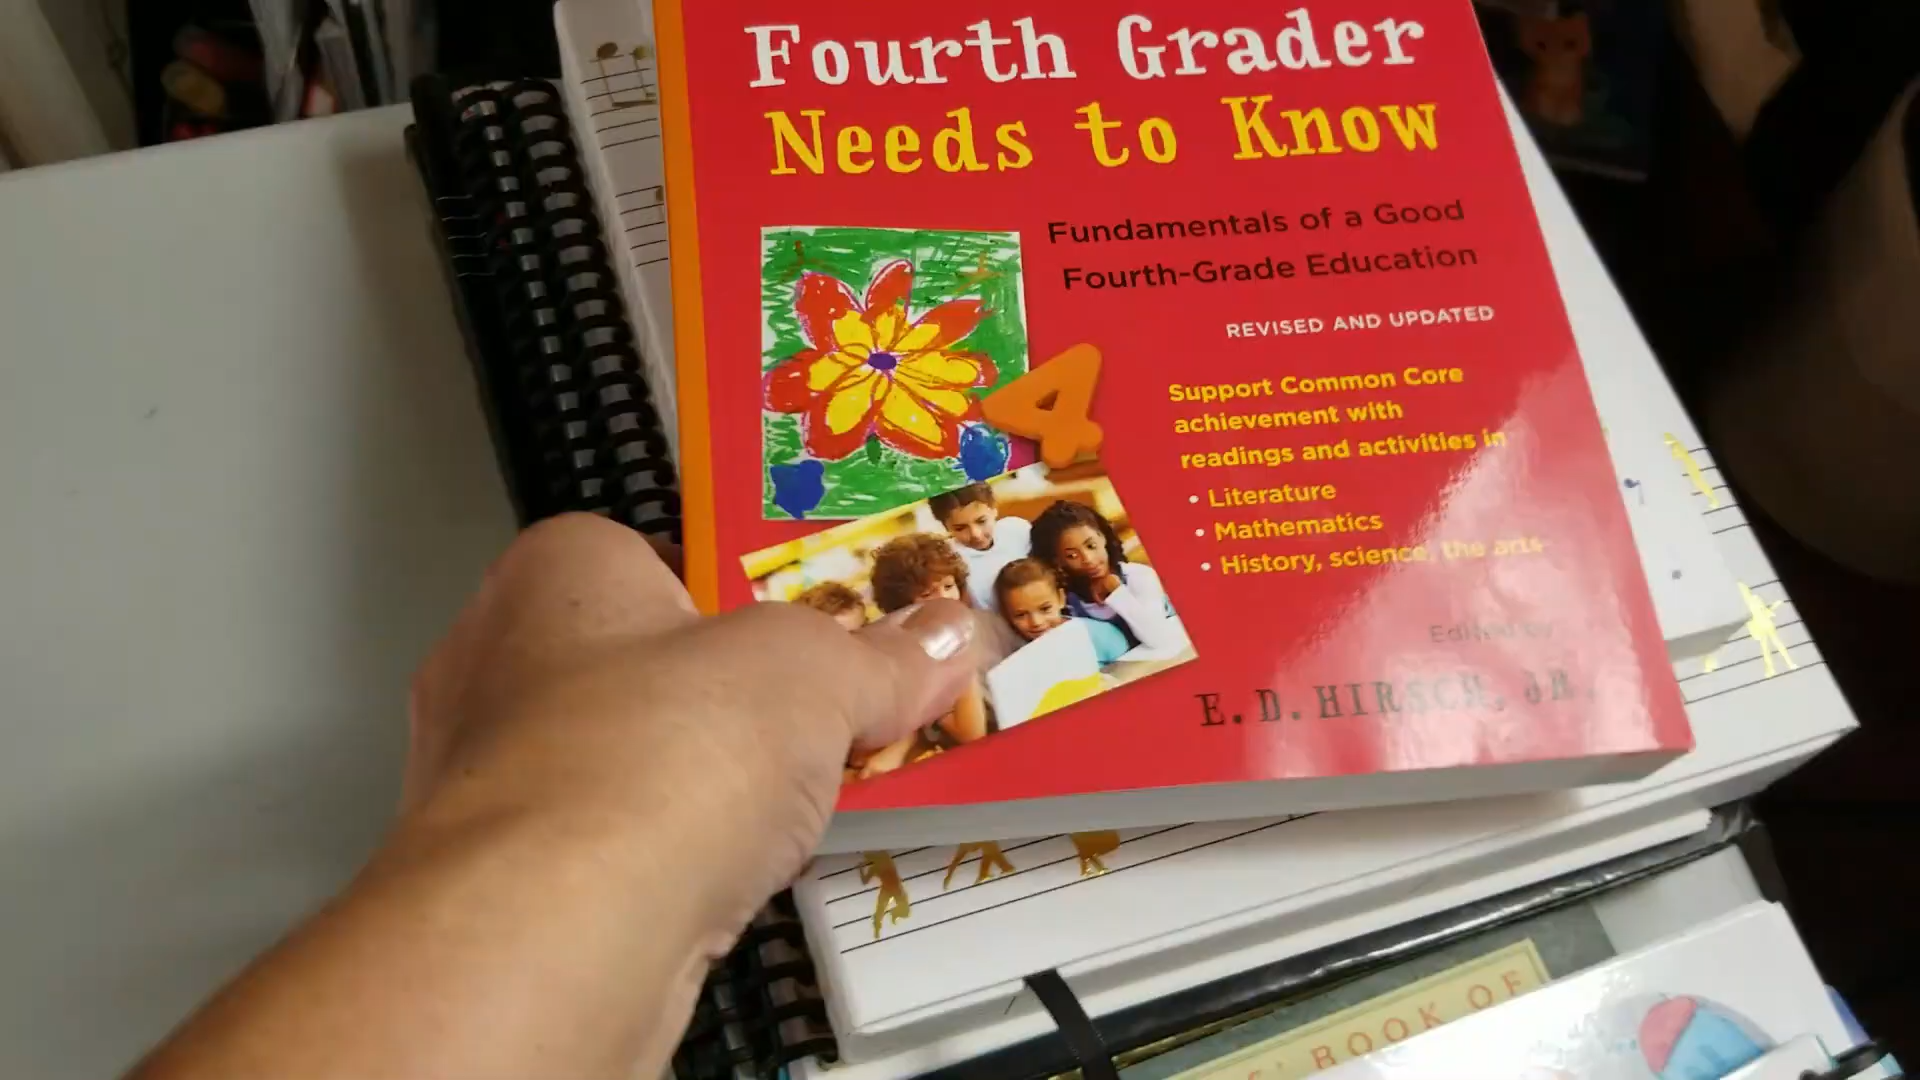 Fourth Grader
Needs to Know
Fundamentals of a Good
Fourth-Grade Education
REVISED AND UPDATED
4
Support Common Core
achievement with
readings and activities in
• Literature
• Mathematics
• History, science, the arts
Edited by
E. D. HIRSCH, JR.
BOOK OF